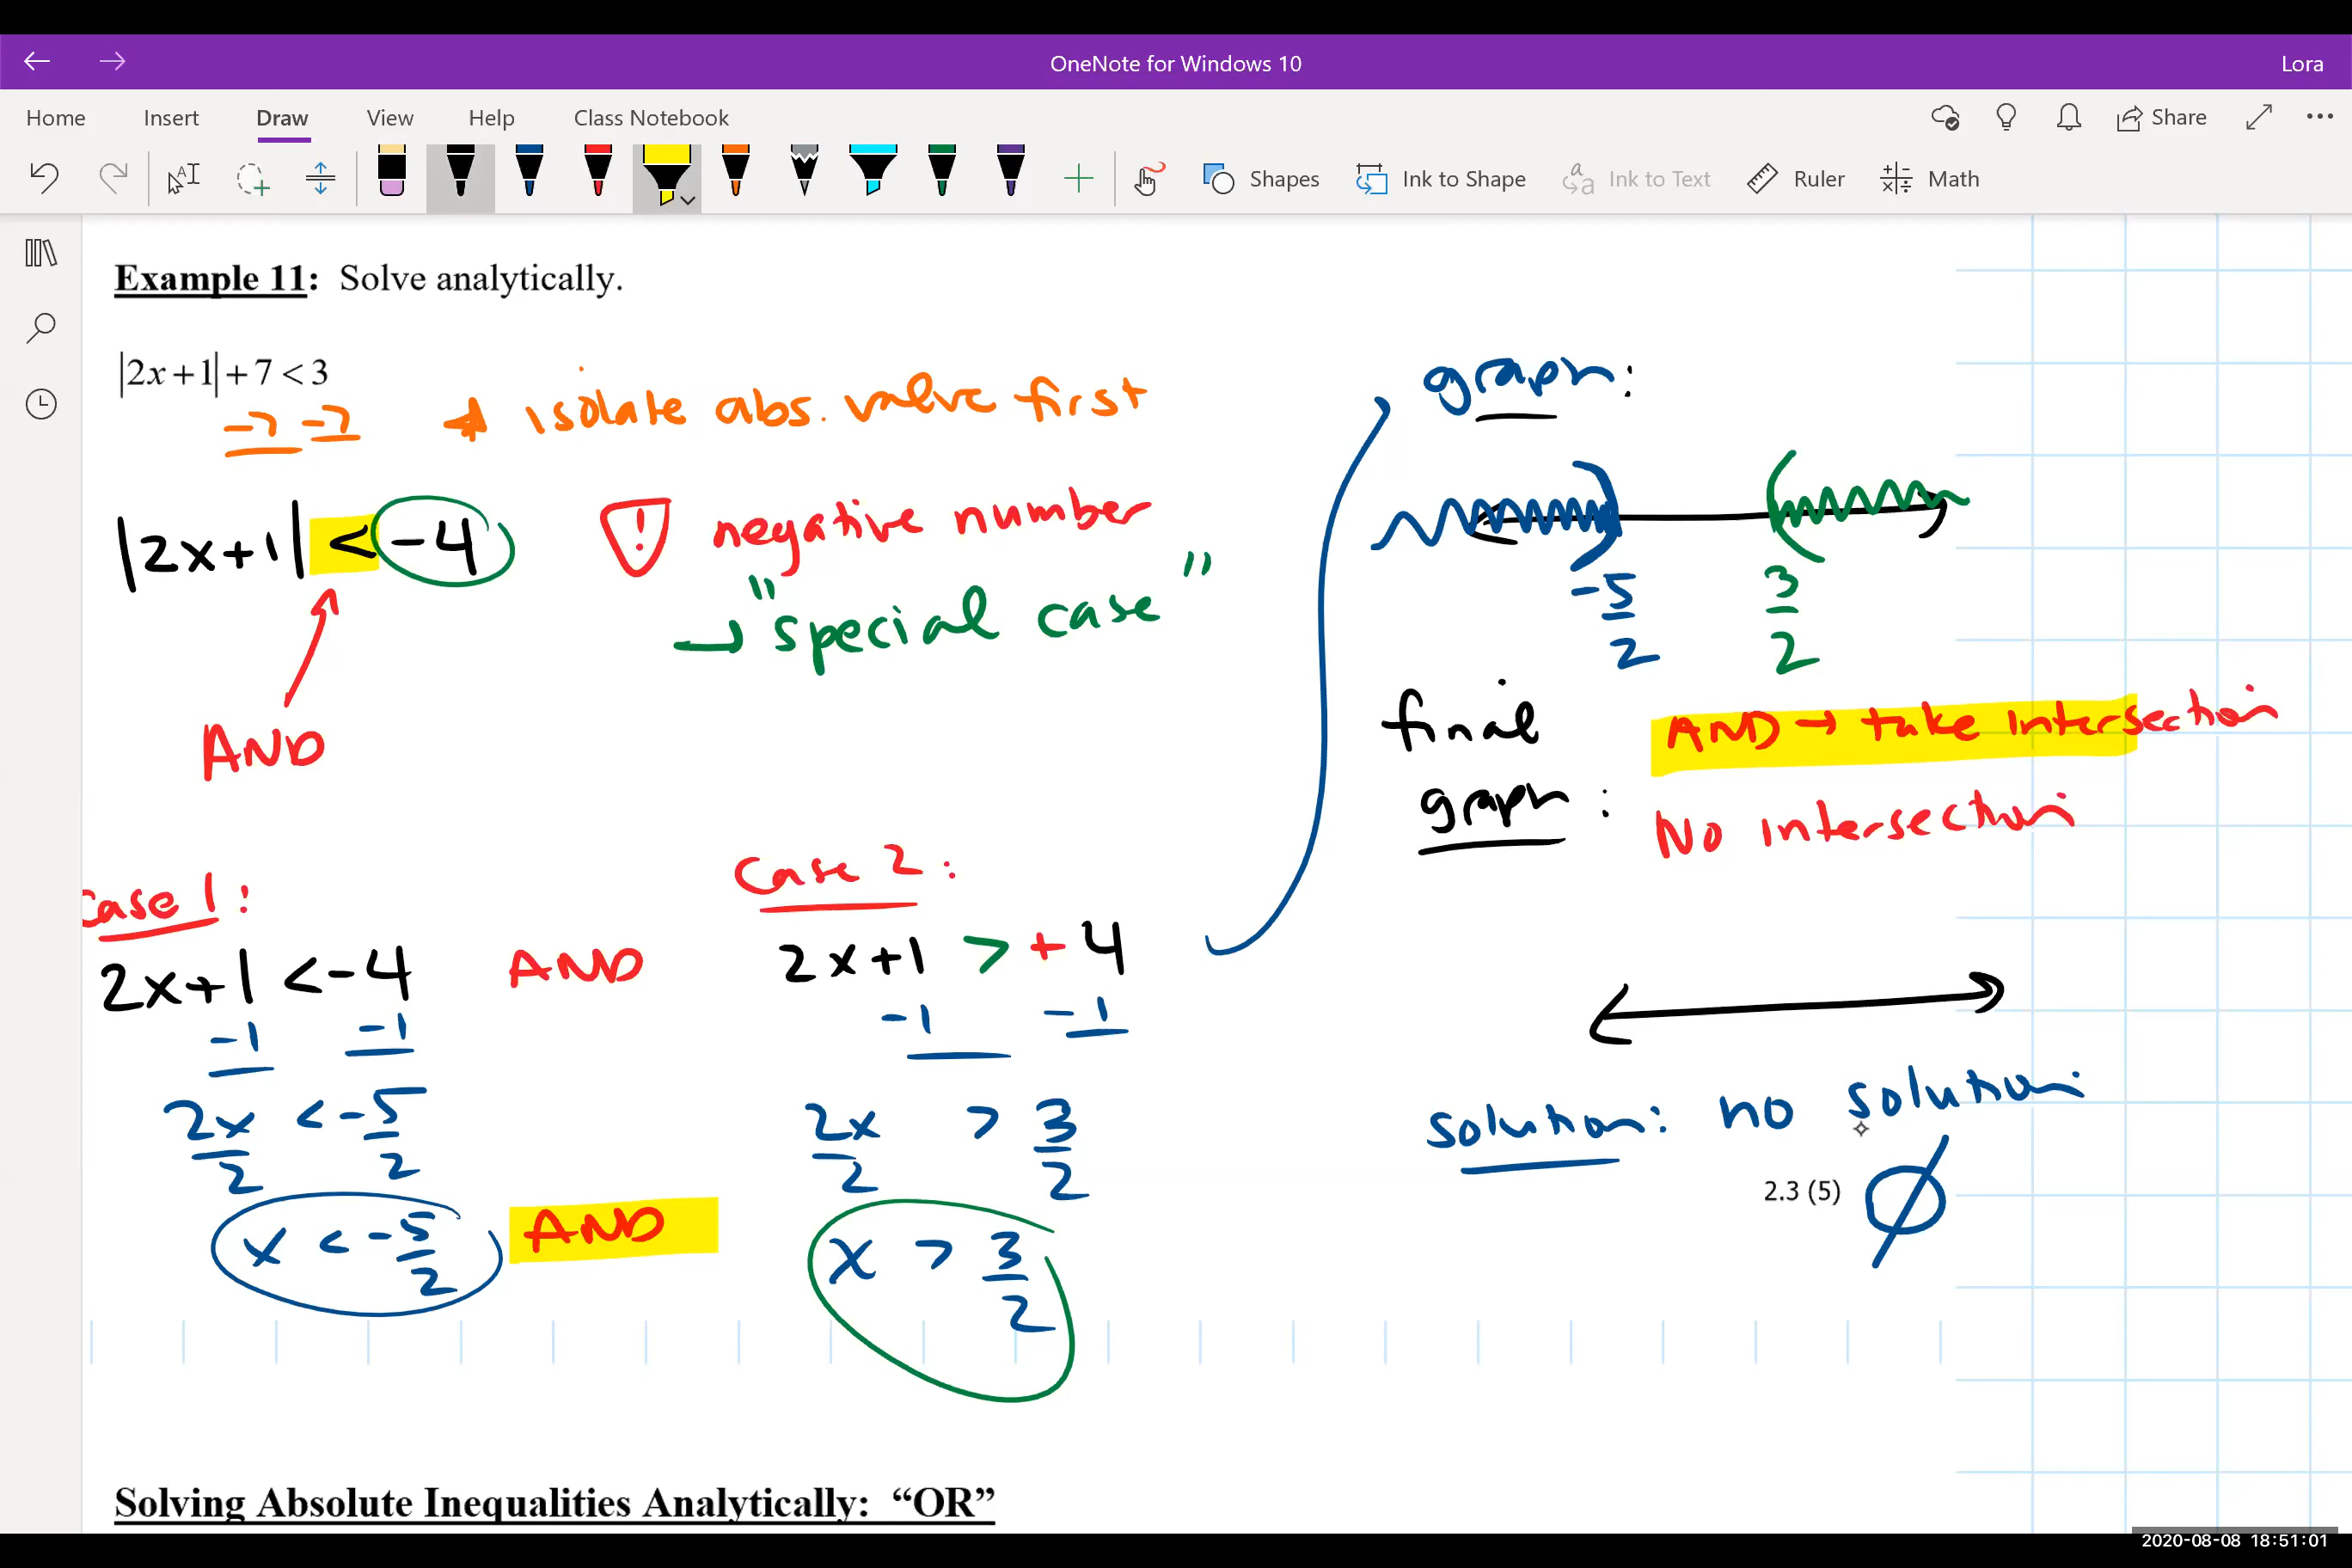 OneNote for Windows 10
Lora
Home Insert Draw View Help Class Notebook
Share
Shapes Ink to Shape Ink to Text Ruler Math
Example 11: Solve analytically.
|2x+1|+7<3
-7 -7 → isolate abs. value first
|2x+1| < -4
! negative number
→ "special case"
AND
Case 1:
2x+1 < -4
-1 -1
2x/2 < -5/2
x < -5/2
AND
AND
Case 2:
2x+1 > +4
-1 -1
2x/2 > 3/2
x > 3/2
graph:
-5/2 3/2
final graph:
AND → take intersection
No intersection
solution: no solution
2.3 (5) ∅
Solving Absolute Inequalities Analytically: “OR”
2020-08-08 18:51:01